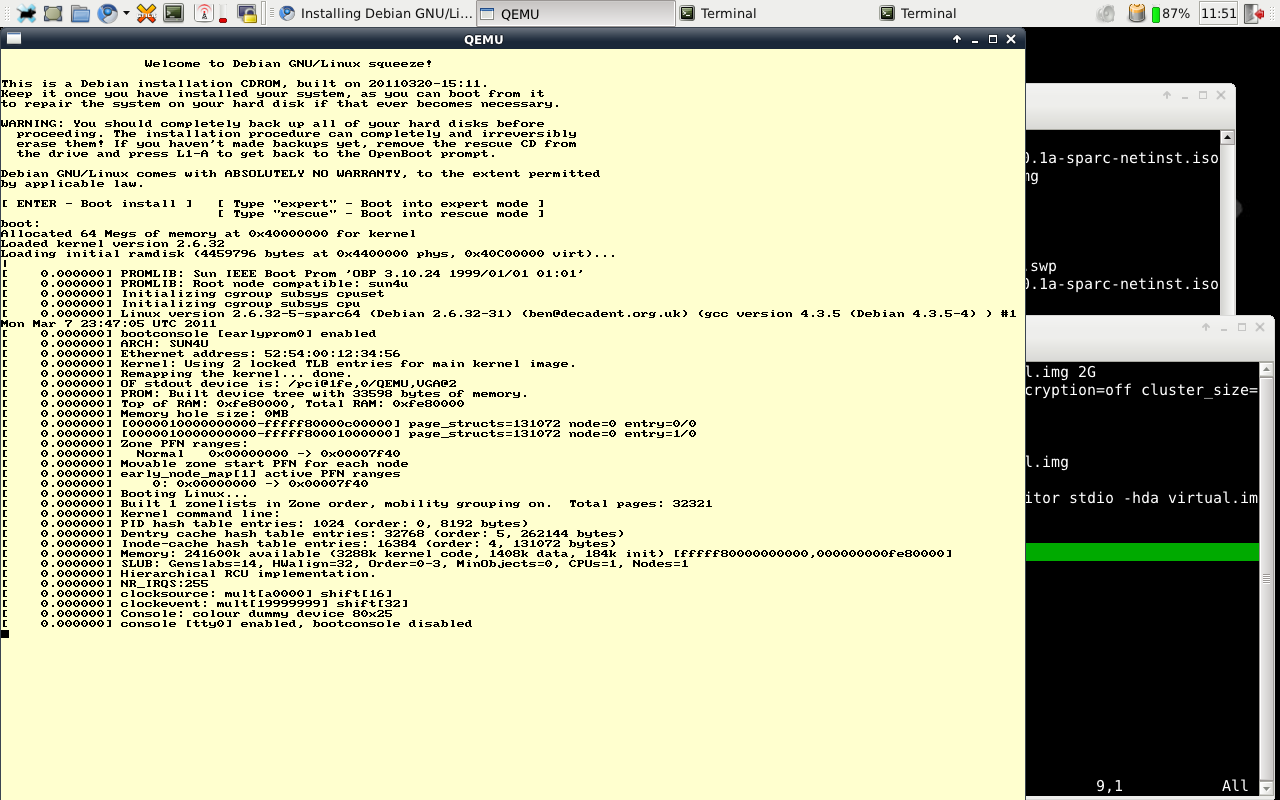 Installing Debian GNU/Li...
QEMU
Terminal
Terminal
87%
11:51
QEMU
Welcome to Debian GNU/Linux squeeze!
This is a Debian installation CDROM, built on 20110320-15:11.
Keep it once you have installed your system, as you can boot from it
to repair the system on your hard disk if that ever becomes necessary.
WARNING: You should completely back up all of your hard disks before
proceeding. The installation procedure can completely and irreversibly
erase them! If you haven't made backups yet, remove the rescue CD from
the drive and press L1-A to get back to the OpenBoot prompt.
Debian GNU/Linux comes with ABSOLUTELY NO WARRANTY, to the extent permitted
by applicable law.
[ ENTER - Boot install ]   [ Type "expert" - Boot into expert mode ]
[ Type "rescue" - Boot into rescue mode ]
boot:
Allocated 64 Megs of memory at 0x40000000 for kernel
Loaded kernel version 2.6.32
Loading initial ramdisk (4459796 bytes at 0x4400000 phys, 0x40C00000 virt)...
|
[    0.000000] PROMLIB: Sun IEEE Boot Prom 'OBP 3.10.24 1999/01/01 01:01'
[    0.000000] PROMLIB: Root node compatible: sun4u
[    0.000000] Initializing cgroup subsys cpuset
[    0.000000] Initializing cgroup subsys cpu
[    0.000000] Linux version 2.6.32-5-sparc64 (Debian 2.6.32-31) (ben@decadent.org.uk) (gcc version 4.3.5 (Debian 4.3.5-4) ) #1
Mon Mar 7 23:47:05 UTC 2011
[    0.000000] bootconsole [earlyprom0] enabled
[    0.000000] ARCH: SUN4U
[    0.000000] Ethernet address: 52:54:00:12:34:56
[    0.000000] Kernel: Using 2 locked TLB entries for main kernel image.
[    0.000000] Remapping the kernel... done.
[    0.000000] OF stdout device is: /pci@1fe,0/QEMU,VGA@2
[    0.000000] PROM: Built device tree with 33598 bytes of memory.
[    0.000000] Top of RAM: 0xfe80000, Total RAM: 0xfe80000
[    0.000000] Memory hole size: 0MB
[    0.000000] [0000010000000000-fffff80000c00000] page_structs=131072 node=0 entry=0/0
[    0.000000] [0000010000000000-fffff80001000000] page_structs=131072 node=0 entry=1/0
[    0.000000] Zone PFN ranges:
[    0.000000]   Normal   0x00000000 -> 0x00007f40
[    0.000000] Movable zone start PFN for each node
[    0.000000] early_node_map[1] active PFN ranges
[    0.000000]     0: 0x00000000 -> 0x00007f40
[    0.000000] Booting Linux...
[    0.000000] Built 1 zonelists in Zone order, mobility grouping on.  Total pages: 32321
[    0.000000] Kernel command line:
[    0.000000] PID hash table entries: 1024 (order: 0, 8192 bytes)
[    0.000000] Dentry cache hash table entries: 32768 (order: 5, 262144 bytes)
[    0.000000] Inode-cache hash table entries: 16384 (order: 4, 131072 bytes)
[    0.000000] Memory: 241600k available (3288k kernel code, 1408k data, 184k init) [fffff80000000000,000000000fe80000]
[    0.000000] SLUB: Genslabs=14, HWalign=32, Order=0-3, MinObjects=0, CPUs=1, Nodes=1
[    0.000000] Hierarchical RCU implementation.
[    0.000000] NR_IRQS:255
[    0.000000] clocksource: mult[a0000] shift[16]
[    0.000000] clockevent: mult[19999999] shift[32]
[    0.000000] Console: colour dummy device 80x25
[    0.000000] console [tty0] enabled, bootconsole disabled
0.1a-sparc-netinst.iso
mg
.swp
0.1a-sparc-netinst.iso
l.img 2G
cryption=off cluster_size=
l.img
itor stdio -hda virtual.im
9,1
All